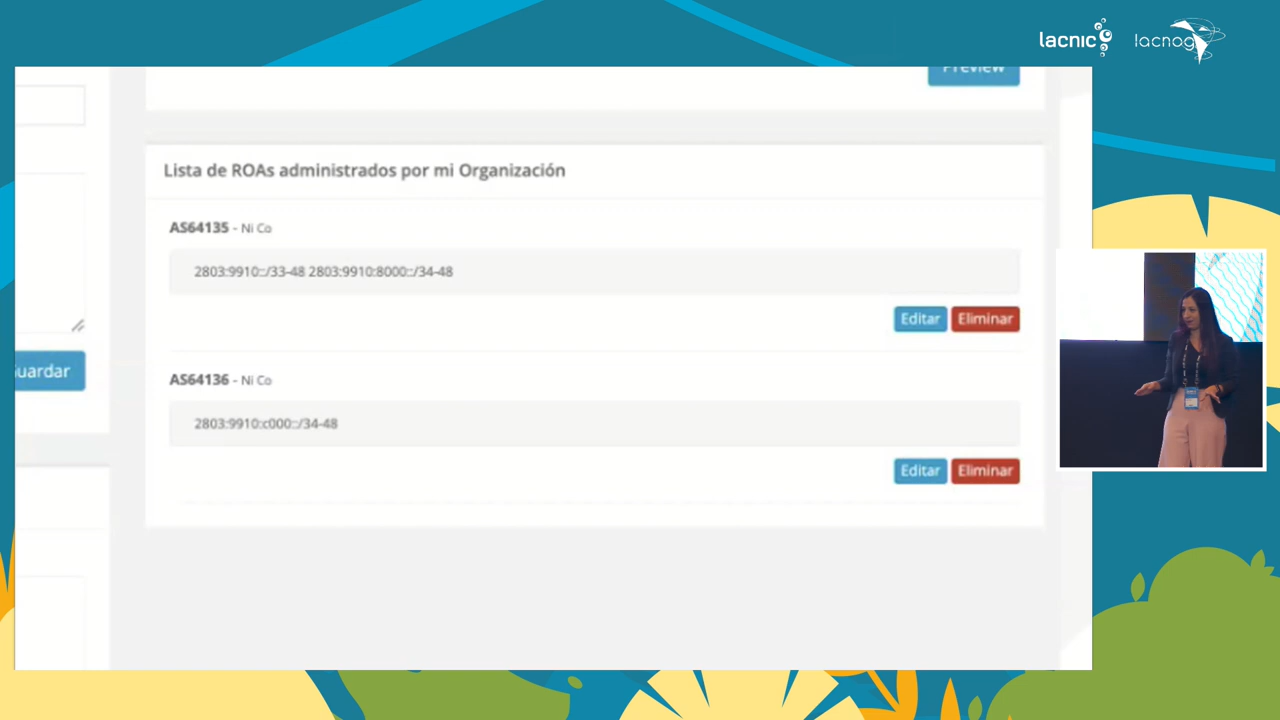 lacnic
lacnog
Preview
Lista de ROAs administrados por mi Organización
AS64135 - Ni Co
2803:9910::/33-48 2803:9910:8000::/34-48
Editar Eliminar
uardar
AS64136 - Ni Co
2803:9910:c000::/34-48
Editar Eliminar